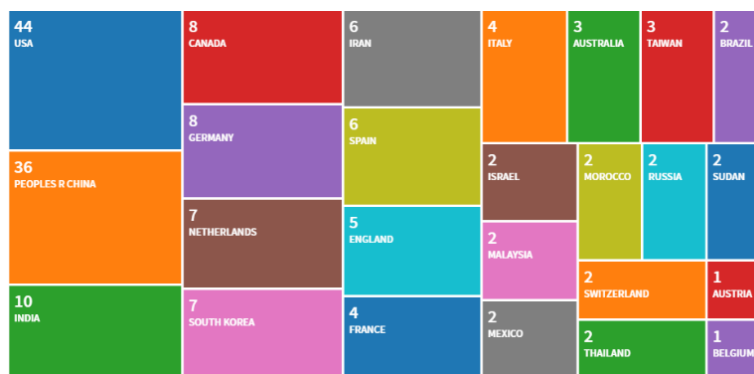 44
USA
36
PEOPLES R CHINA
10
INDIA
8
CANADA
8
GERMANY
7
NETHERLANDS
7
SOUTH KOREA
6
IRAN
6
SPAIN
5
ENGLAND
4
FRANCE
4
ITALY
3
AUSTRALIA
3
TAIWAN
2
BRAZIL
2
ISRAEL
2
MALAYSIA
2
MEXICO
2
MOROCCO
2
RUSSIA
2
SUDAN
2
SWITZERLAND
1
AUSTRIA
2
THAILAND
1
BELGIUM